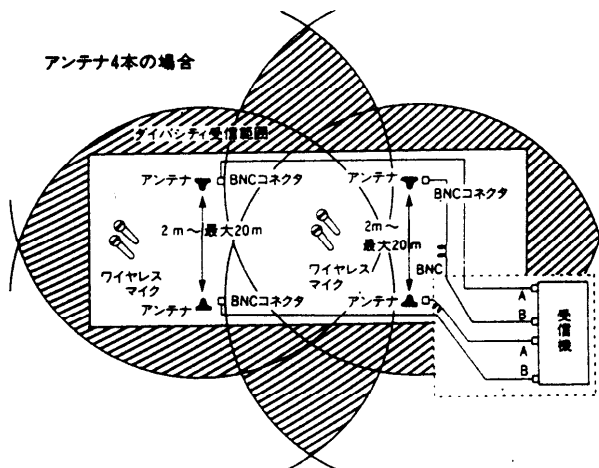 アンテナ4本の場合
ダイバシティ受信範囲
アンテナ
BNCコネクタ
アンテナ
BNCコネクタ
2m〜最大20m
2m〜
最大20m
ワイヤレス
マイク
ワイヤレス
マイク
BNC
アンテナ
BNCコネクタ
アンテナ
A
B
A
B
受信機